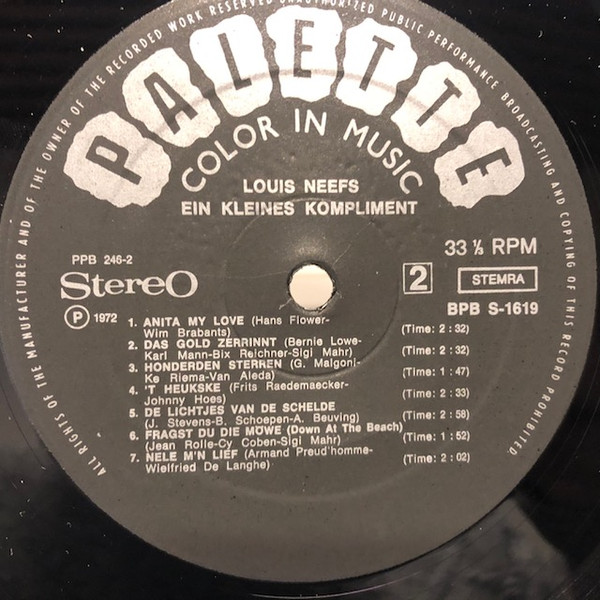 ALL RIGHTS OF THE MANUFACTURER AND OF THE OWNER OF THE RECORDED WORK RESERVED UNAUTHORIZED PUBLIC PERFORMANCE BROADCASTING AND COPYING OF THIS RECORD PROHIBITED
PALETTE
COLOR IN MUSIC
LOUIS NEEFS
EIN KLEINES KOMPLIMENT
PPB 246-2
Stereo
Ⓟ 1972
2
33 ⅓ RPM
STEMRA
BPB S-1619
1. ANITA MY LOVE (Hans Flower-
Wim Brabants) (Time: 2 : 32)
2. DAS GOLD ZERRINNT (Bernie Lowe-
Karl Mann-Bix Reichner-Sigi Mahr) (Time: 2 : 32)
3. HONDERDEN STERREN (G. Malgoni-
Ke Riema-Van Aleda) (Time: 1 : 47)
4. 'T HEUKSKE (Frits Raedemaecker-
Johnny Hoes) (Time: 2 : 33)
5. DE LICHTJES VAN DE SCHELDE
(J. Stevens-B. Schoepen-A. Beuving) (Time: 2 : 58)
6. FRAGST DU DIE MÖWE (Down At The Beach)
(Jean Rolle-Cy Coben-Sigi Mahr) (Time: 1 : 52)
7. NELE M'N LIEF (Armand Preud'homme-
Wielfried De Langhe) (Time: 2 : 02)